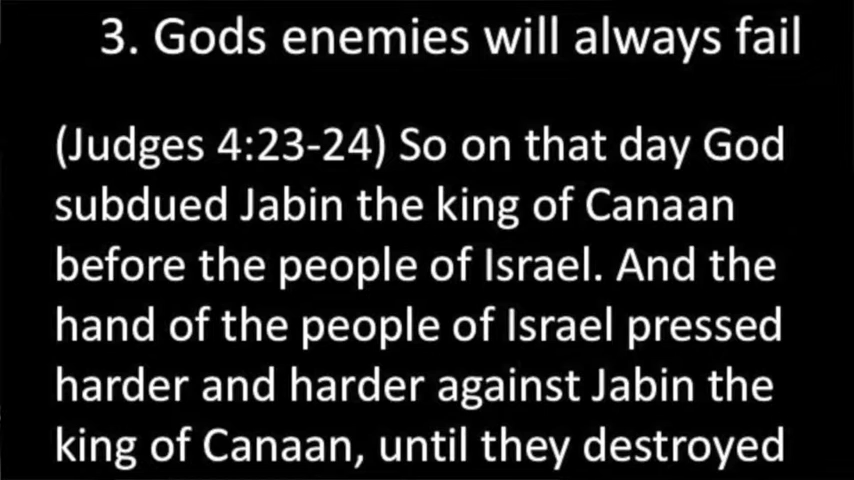 3. Gods enemies will always fail
(Judges 4:23-24) So on that day God
subdued Jabin the king of Canaan
before the people of Israel. And the
hand of the people of Israel pressed
harder and harder against Jabin the
king of Canaan, until they destroyed